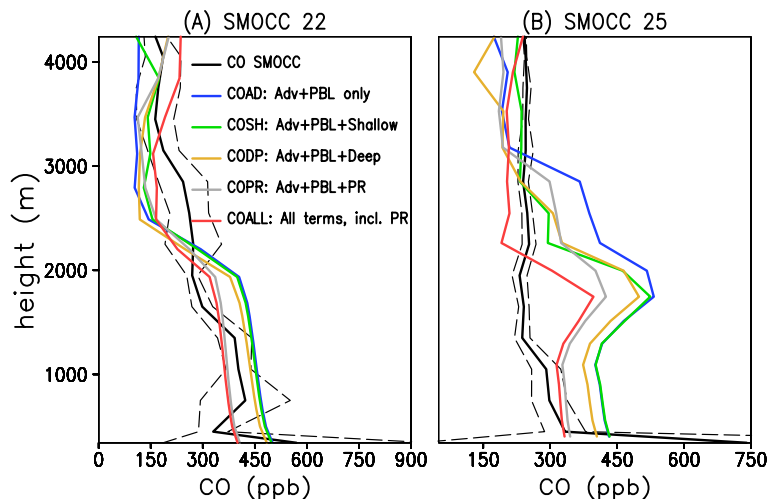 (A) SMOCC 22
(B) SMOCC 25
height (m)
4000
3000
2000
1000
CO SMOCC
COAD: Adv+PBL only
COSH: Adv+PBL+Shallow
CODP: Adv+PBL+Deep
COPR: Adv+PBL+PR
COALL: All terms, incl. PR
0 150 300 450 600 750 900
150 300 450 600 750
CO (ppb)
CO (ppb)